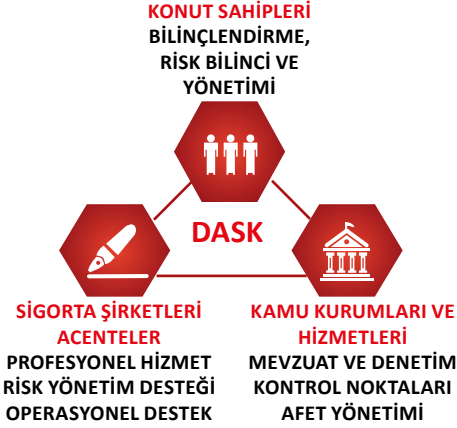 KONUT SAHİPLERİ
BİLİNÇLENDİRME,
RİSK BİLİNCİ VE
YÖNETİMİ
DASK
SİGORTA ŞİRKETLERİ
ACENTELER
PROFESYONEL HİZMET
RİSK YÖNETİM DESTEĞİ
OPERASYONEL DESTEK
KAMU KURUMLARI VE
HİZMETLERİ
MEVZUAT VE DENETİM
KONTROL NOKTALARI
AFET YÖNETİMİ